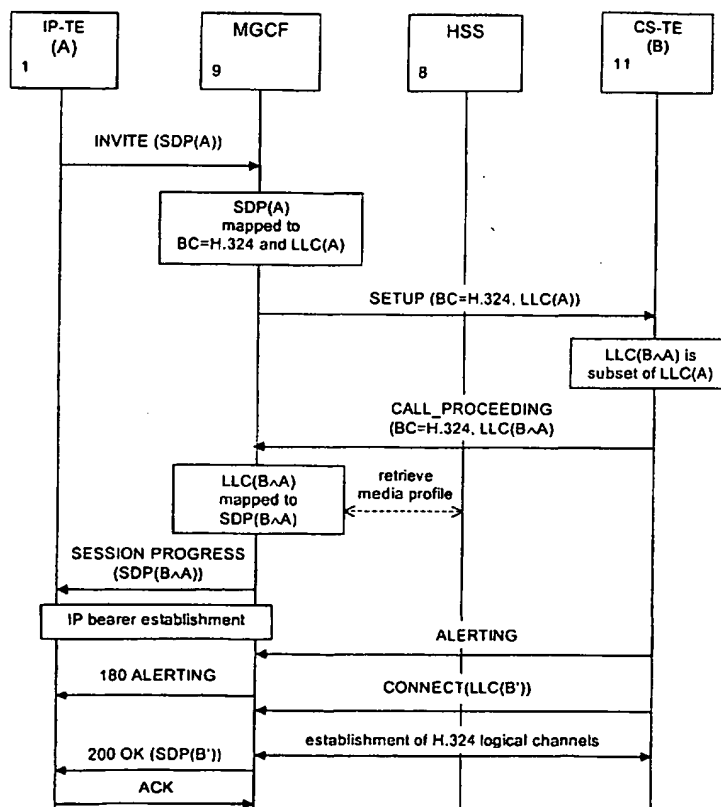 IP-TE
(A)
1
MGCF
9
HSS
8
CS-TE
(B)
11
INVITE (SDP(A))
SDP(A)
mapped to
BC=H.324 and LLC(A)
SETUP (BC=H.324, LLC(A))
LLC(B∧A) is
subset of LLC(A)
CALL_PROCEEDING
(BC=H.324, LLC(B∧A)
LLC(B∧A)
mapped to
SDP(B∧A)
retrieve
media profile
SESSION PROGRESS
(SDP(B∧A))
IP bearer establishment
ALERTING
180 ALERTING
CONNECT(LLC(B'))
establishment of H.324 logical channels
200 OK (SDP(B'))
ACK